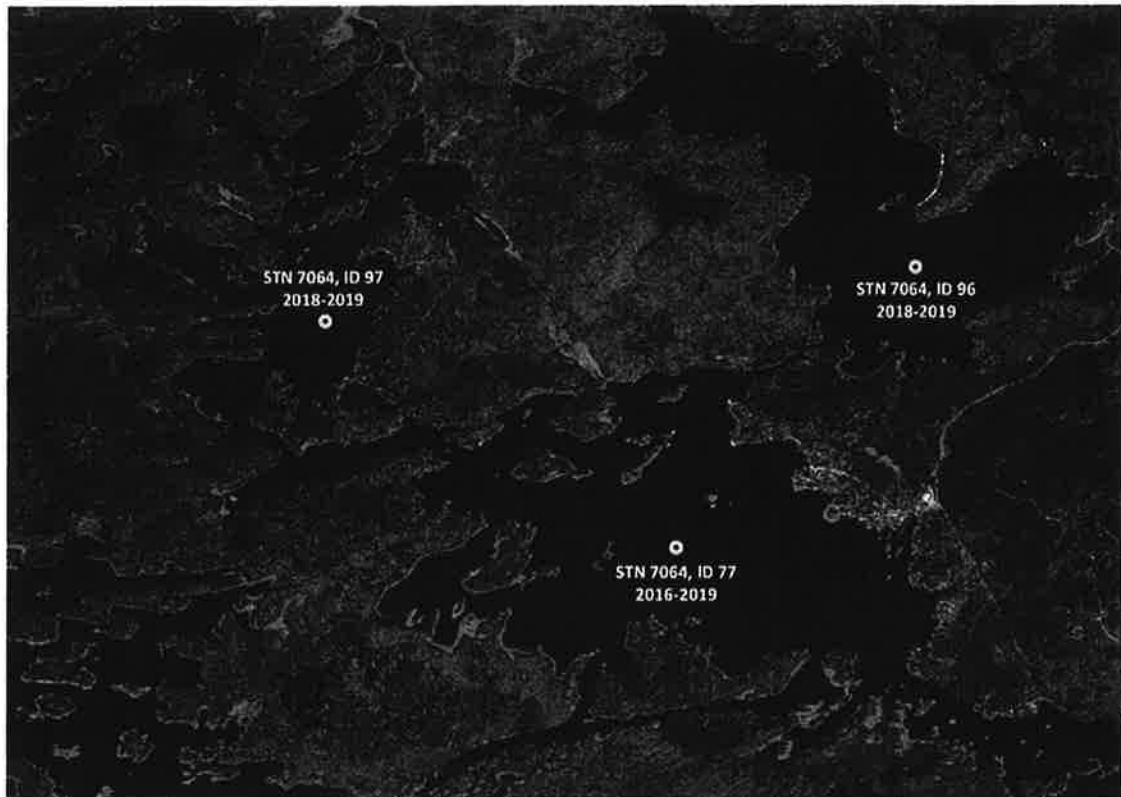 STN 7064, ID 97
2018-2019
STN 7064, ID 96
2018-2019
STN 7064, ID 77
2016-2019